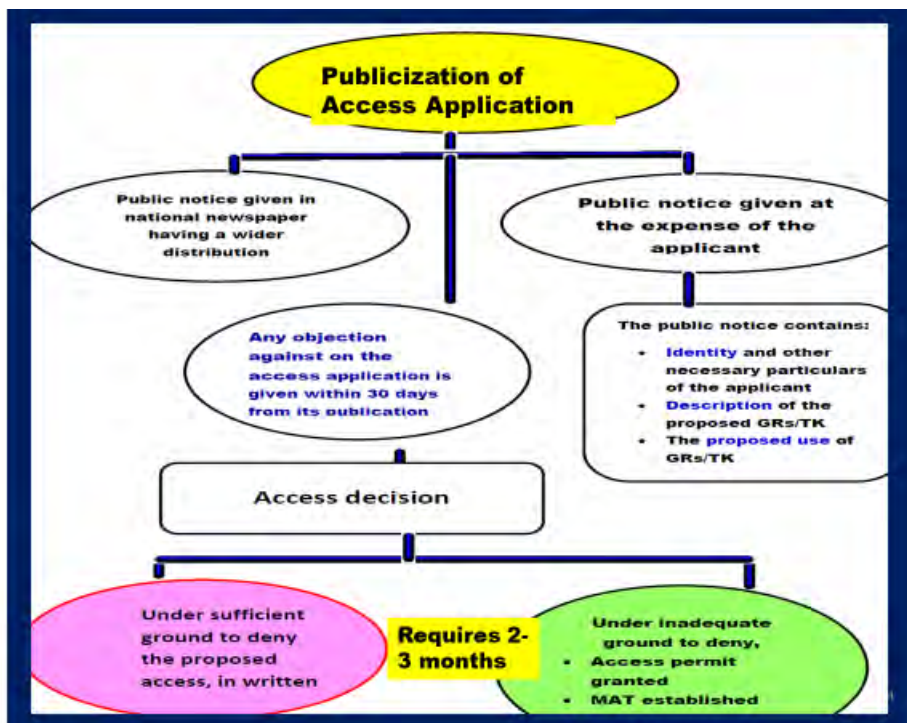 Publicization of
Access Application
Public notice given in
national newspaper
having a wider
distribution
Public notice given at
the expense of the
applicant
Any objection
against on the
access application is
given within 30 days
from its publication
The public notice contains:
• Identity and other
necessary particulars
of the applicant
• Description of the
proposed GRs/TK
• The proposed use of
GRs/TK
Access decision
Under sufficient
ground to deny
the proposed
access, in written
Requires 2-
3 months
Under inadequate
ground to deny,
• Access permit
granted
• MAT established